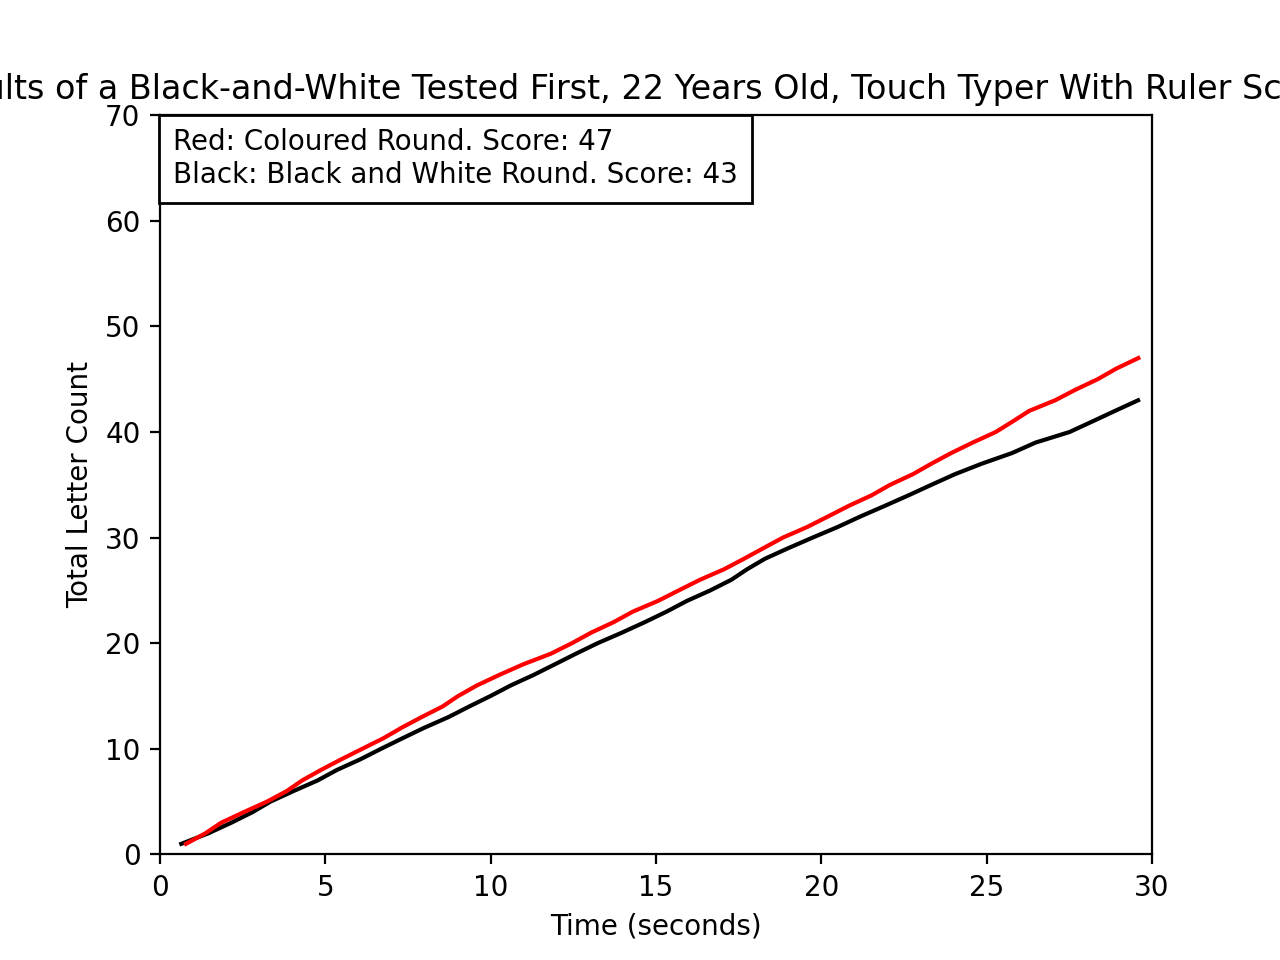 of a Black-and-White Tested First, 22 Years Old, Touch Typer With Ruler
Red: Coloured Round. Score: 47
Black: Black and White Round. Score: 43
70
60
50
40
30
20
10
0
Total Letter Count
0 5 10 15 20 25 30
Time (seconds)